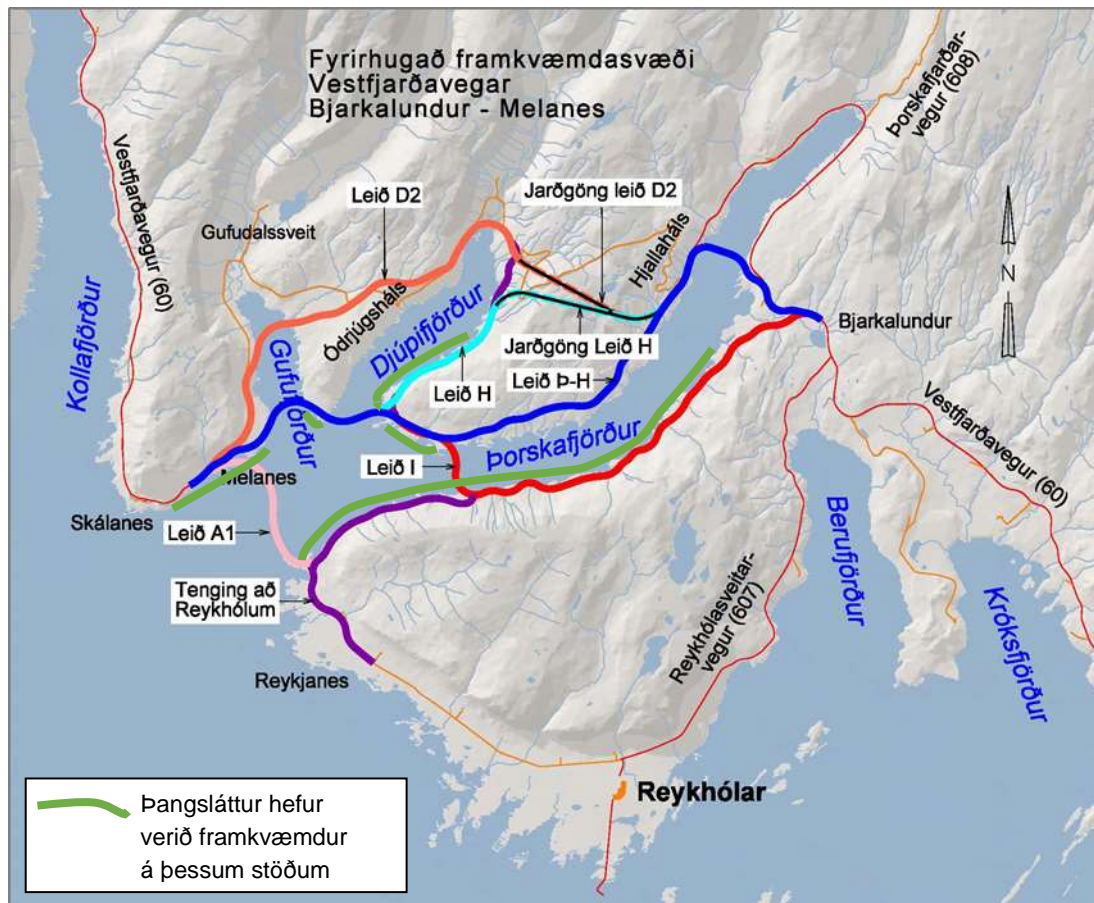 Fyrirhugað framkvæmdasvæði
Vestfjarðavegar
Bjarkalundur - Melanes
Þorskafjarðar-
vegur (608)
Vestfjarðavegur (60)
Leið D2
Jarðgöng leið D2
Gufudalssveit
Hjallaháls
N
Kollafjörður
Ódrjúgsháls
Djúpifjörður
Gufufjörður
Bjarkalundur
Jarðgöng Leið H
Leið H
Leið Þ-H
Þorskafjörður
Leið I
Vestfjarðavegur (60)
Melanes
Skálanes
Leið A1
Berufjörður
Tenging að
Reykhólum
Reykhólasveitar-
vegur (607)
Króksfjörður
Reykjanes
Reykhólar
Þangsláttur hefur
verið framkvæmdur
á þessum stöðum